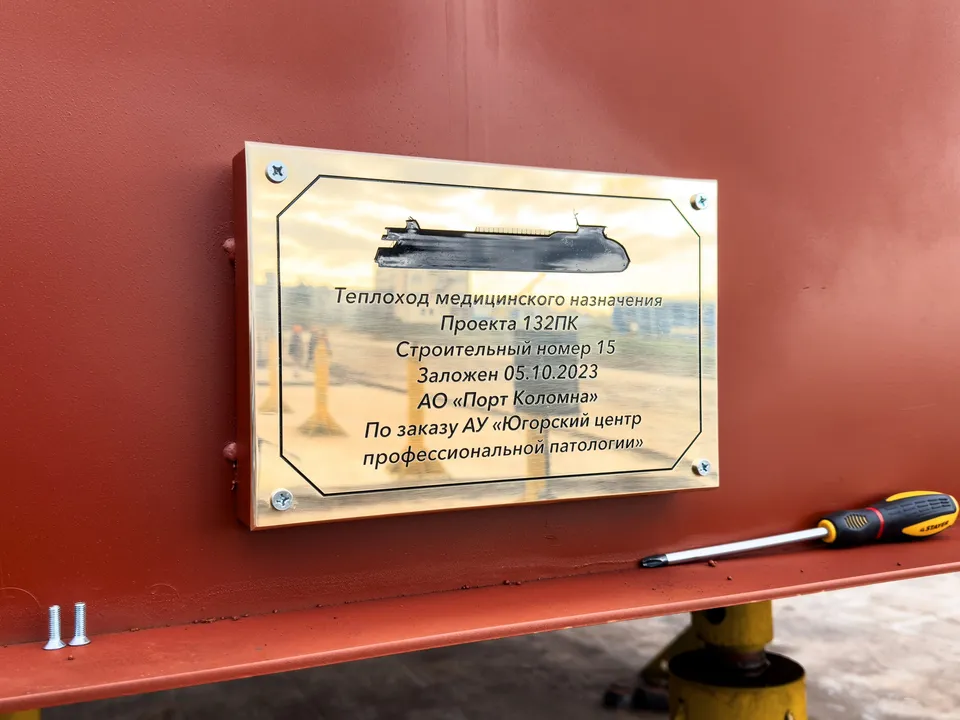 Теплоход медицинского назначения
Проекта 132ПК
Строительный номер 15
Заложен 05.10.2023
АО «Порт Коломна»
По заказу АУ «Югорский центр
профессиональной патологии»
STAYER